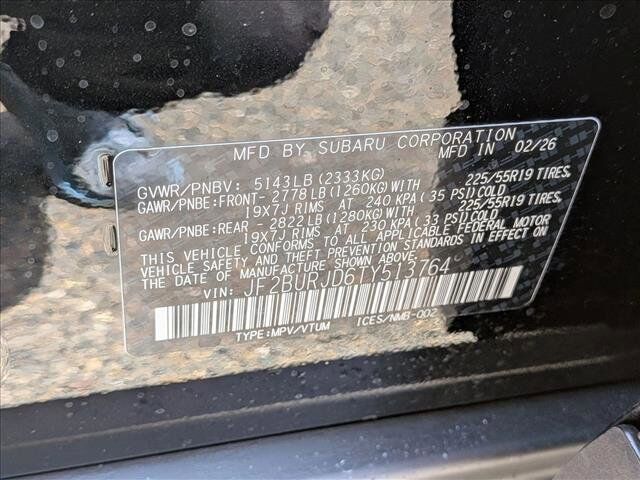 MFD BY SUBARU CORPORATION
MFD IN 02/26
GVWR/PNBV: 5143LB (2333KG)
GAWR/PNBE:FRONT- 2778LB (1260KG) WITH 225/55R19 TIRES,
19X7J RIMS AT 240 KPA (35 PSI) COLD
GAWR/PNBE:REAR - 2822LB (1280KG) WITH 225/55R19 TIRES,
19X7J RIMS AT 230 KPA (33 PSI) COLD
THIS VEHICLE CONFORMS TO ALL APPLICABLE FEDERAL MOTOR
VEHICLE SAFETY AND THEFT PREVENTION STANDARDS IN EFFECT ON
THE DATE OF MANUFACTURE SHOWN ABOVE.
VIN: JF2BURJD6TY513764
TYPE:MPV/VTUM ICES/NMB-002